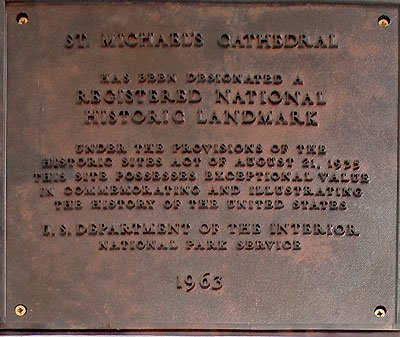 ST. MICHAEL'S CATHEDRAL
HAS BEEN DESIGNATED A
REGISTERED NATIONAL
HISTORIC LANDMARK
UNDER THE PROVISIONS OF THE
HISTORIC SITES ACT OF AUGUST 21, 1935
THIS SITE POSSESSES EXCEPTIONAL VALUE
IN COMMEMORATING AND ILLUSTRATING
THE HISTORY OF THE UNITED STATES
U. S. DEPARTMENT OF THE INTERIOR
NATIONAL PARK SERVICE
1963